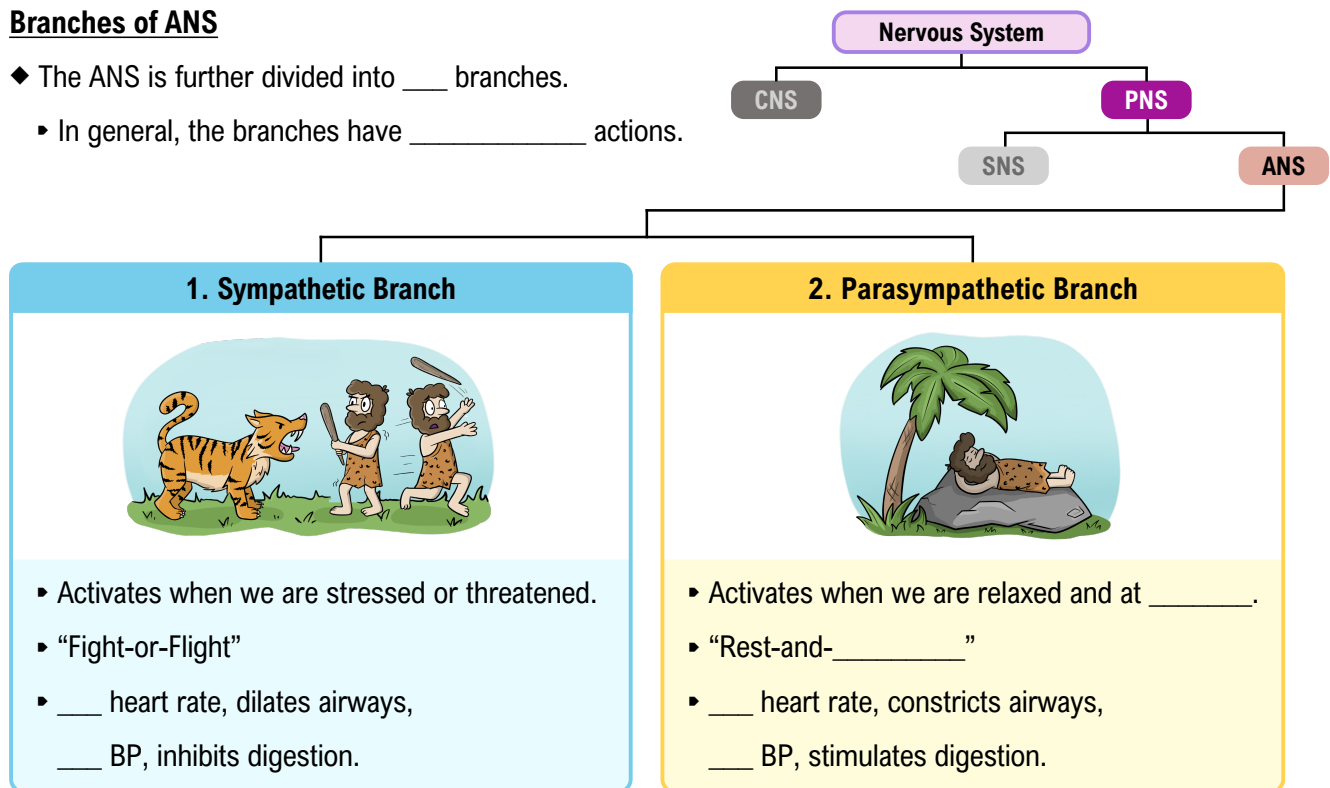 Branches of ANS
◆ The ANS is further divided into ___ branches.
▪ In general, the branches have ____________ actions.
Nervous System
CNS
PNS
SNS
ANS
1. Sympathetic Branch
▪ Activates when we are stressed or threatened.
▪ “Fight-or-Flight”
▪ ___ heart rate, dilates airways,
___ BP, inhibits digestion.
2. Parasympathetic Branch
▪ Activates when we are relaxed and at _______.
▪ “Rest-and-_________”
▪ ___ heart rate, constricts airways,
___ BP, stimulates digestion.